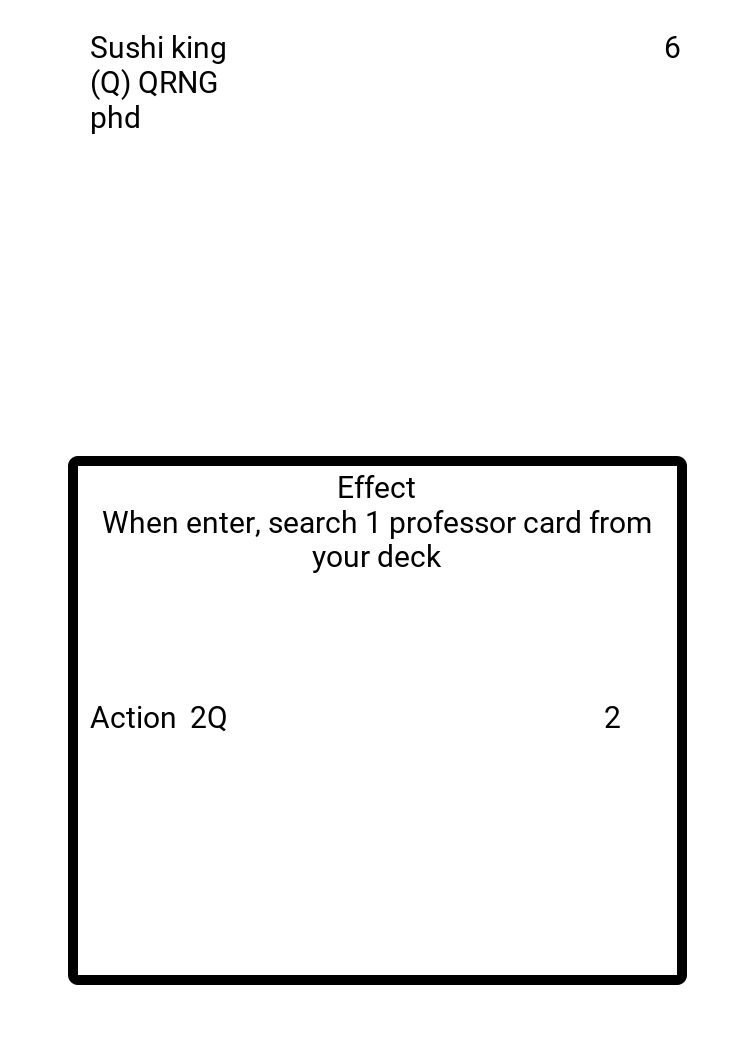 Sushi king 6
(Q) QRNG
phd
Effect
When enter, search 1 professor card from
your deck
Action 2Q 2